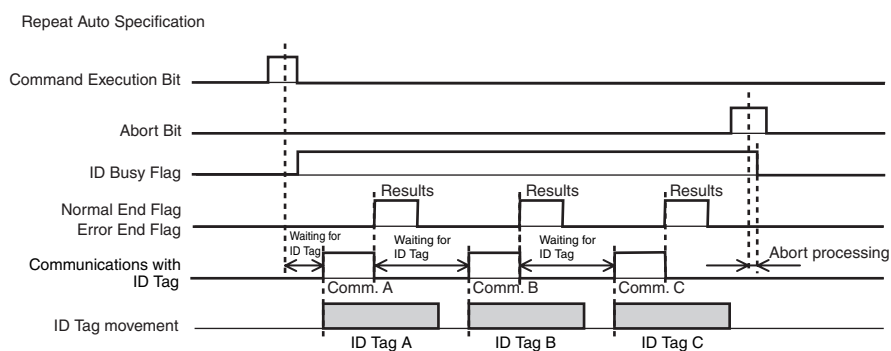 Repeat Auto Specification
Command Execution Bit
Abort Bit
ID Busy Flag
Normal End Flag
Error End Flag
Results
Results
Results
Waiting for
ID Tag
Waiting for
ID Tag
Waiting for
ID Tag
Abort processing
Communications with
ID Tag
Comm. A
Comm. B
Comm. C
ID Tag movement
ID Tag A
ID Tag B
ID Tag C